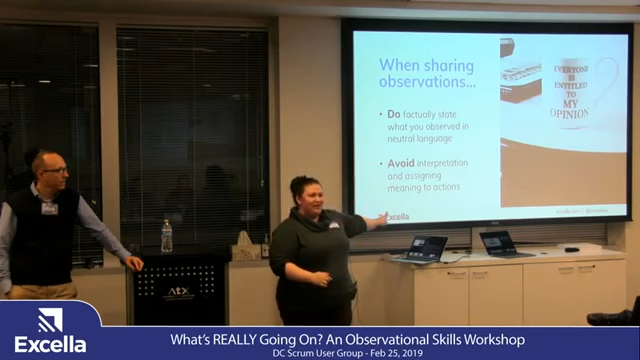 When sharing
observations...
• Do factually state
what you observed in
neutral language
• Avoid interpretation
and assigning
meaning to actions
EVERYONE
IS
ENTITLED
TO
MY
OPINION
Excella
ATX
Excella
What's REALLY Going On? An Observational Skills Workshop
DC Scrum User Group - Feb 25, 2019